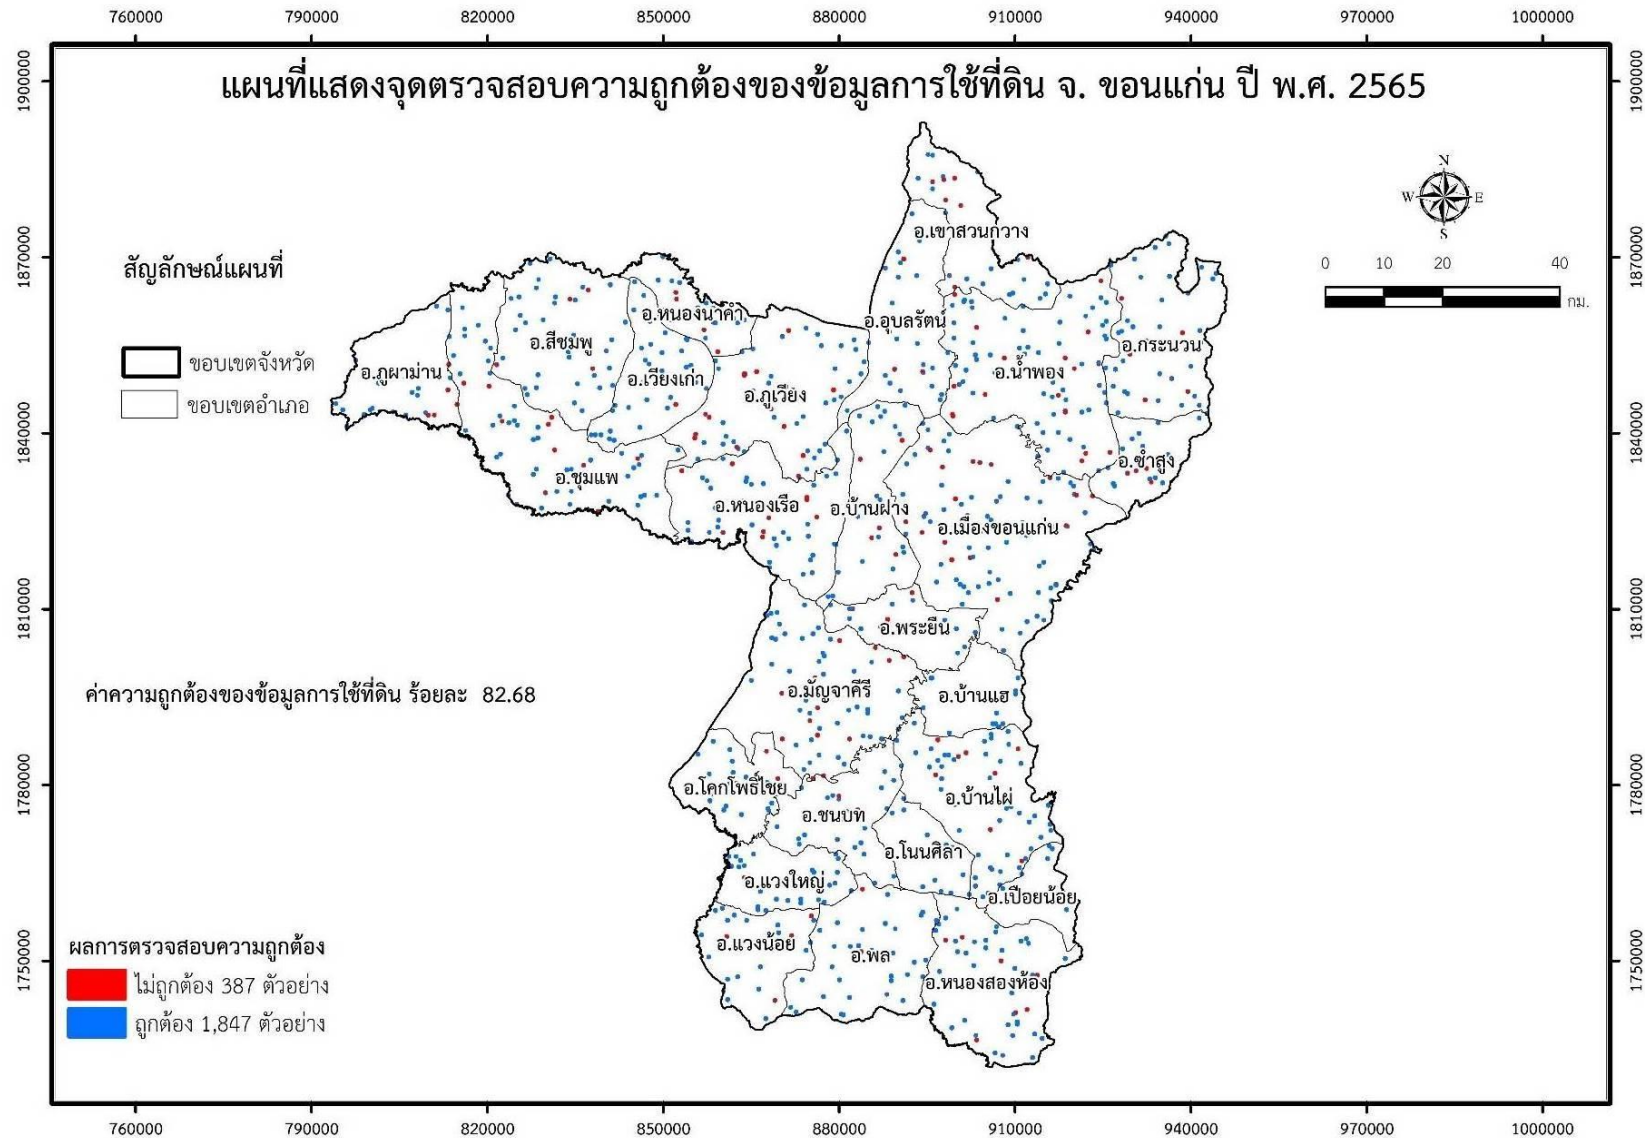 760000 790000 820000 850000 880000 910000 940000 970000 1000000
แผนที่แสดงจุดตรวจสอบความถูกต้องของข้อมูลการใช้ที่ดิน จ. ขอนแก่น ปี พ.ศ. 2565
1900000 1900000
N
W E
S
อ.เขาสวนกวาง
1870000 1870000
สัญลักษณ์แผนที่
0 10 20 40
กม.
อ.หนองนาคำ
อ.อุบลรัตน์
อ.สีชมพู
อ.กระนวน
ขอบเขตจังหวัด
อ.ภูผาม่าน
อ.น้ำพอง
อ.เวียงเก่า
อ.ภูเวียง
ขอบเขตอำเภอ
1840000 1840000
อ.ซำสูง
อ.ชุมแพ
อ.หนองเรือ
อ.บ้านฝาง
อ.เมืองขอนแก่น
1810000 1810000
อ.พระยืน
ค่าความถูกต้องของข้อมูลการใช้ที่ดิน ร้อยละ 82.68
อ.มัญจาคีรี
อ.บ้านแฮ
1780000 1780000
อ.โคกโพธิ์ไชย
อ.บ้านไผ่
อ.ชนบท
อ.โนนศิลา
อ.แวงใหญ่
อ.เปือยน้อย
ผลการตรวจสอบความถูกต้อง
อ.แวงน้อย
อ.พล
1750000 1750000
ไม่ถูกต้อง 387 ตัวอย่าง
อ.หนองสองห้อง
ถูกต้อง 1,847 ตัวอย่าง
760000 790000 820000 850000 880000 910000 940000 970000 1000000